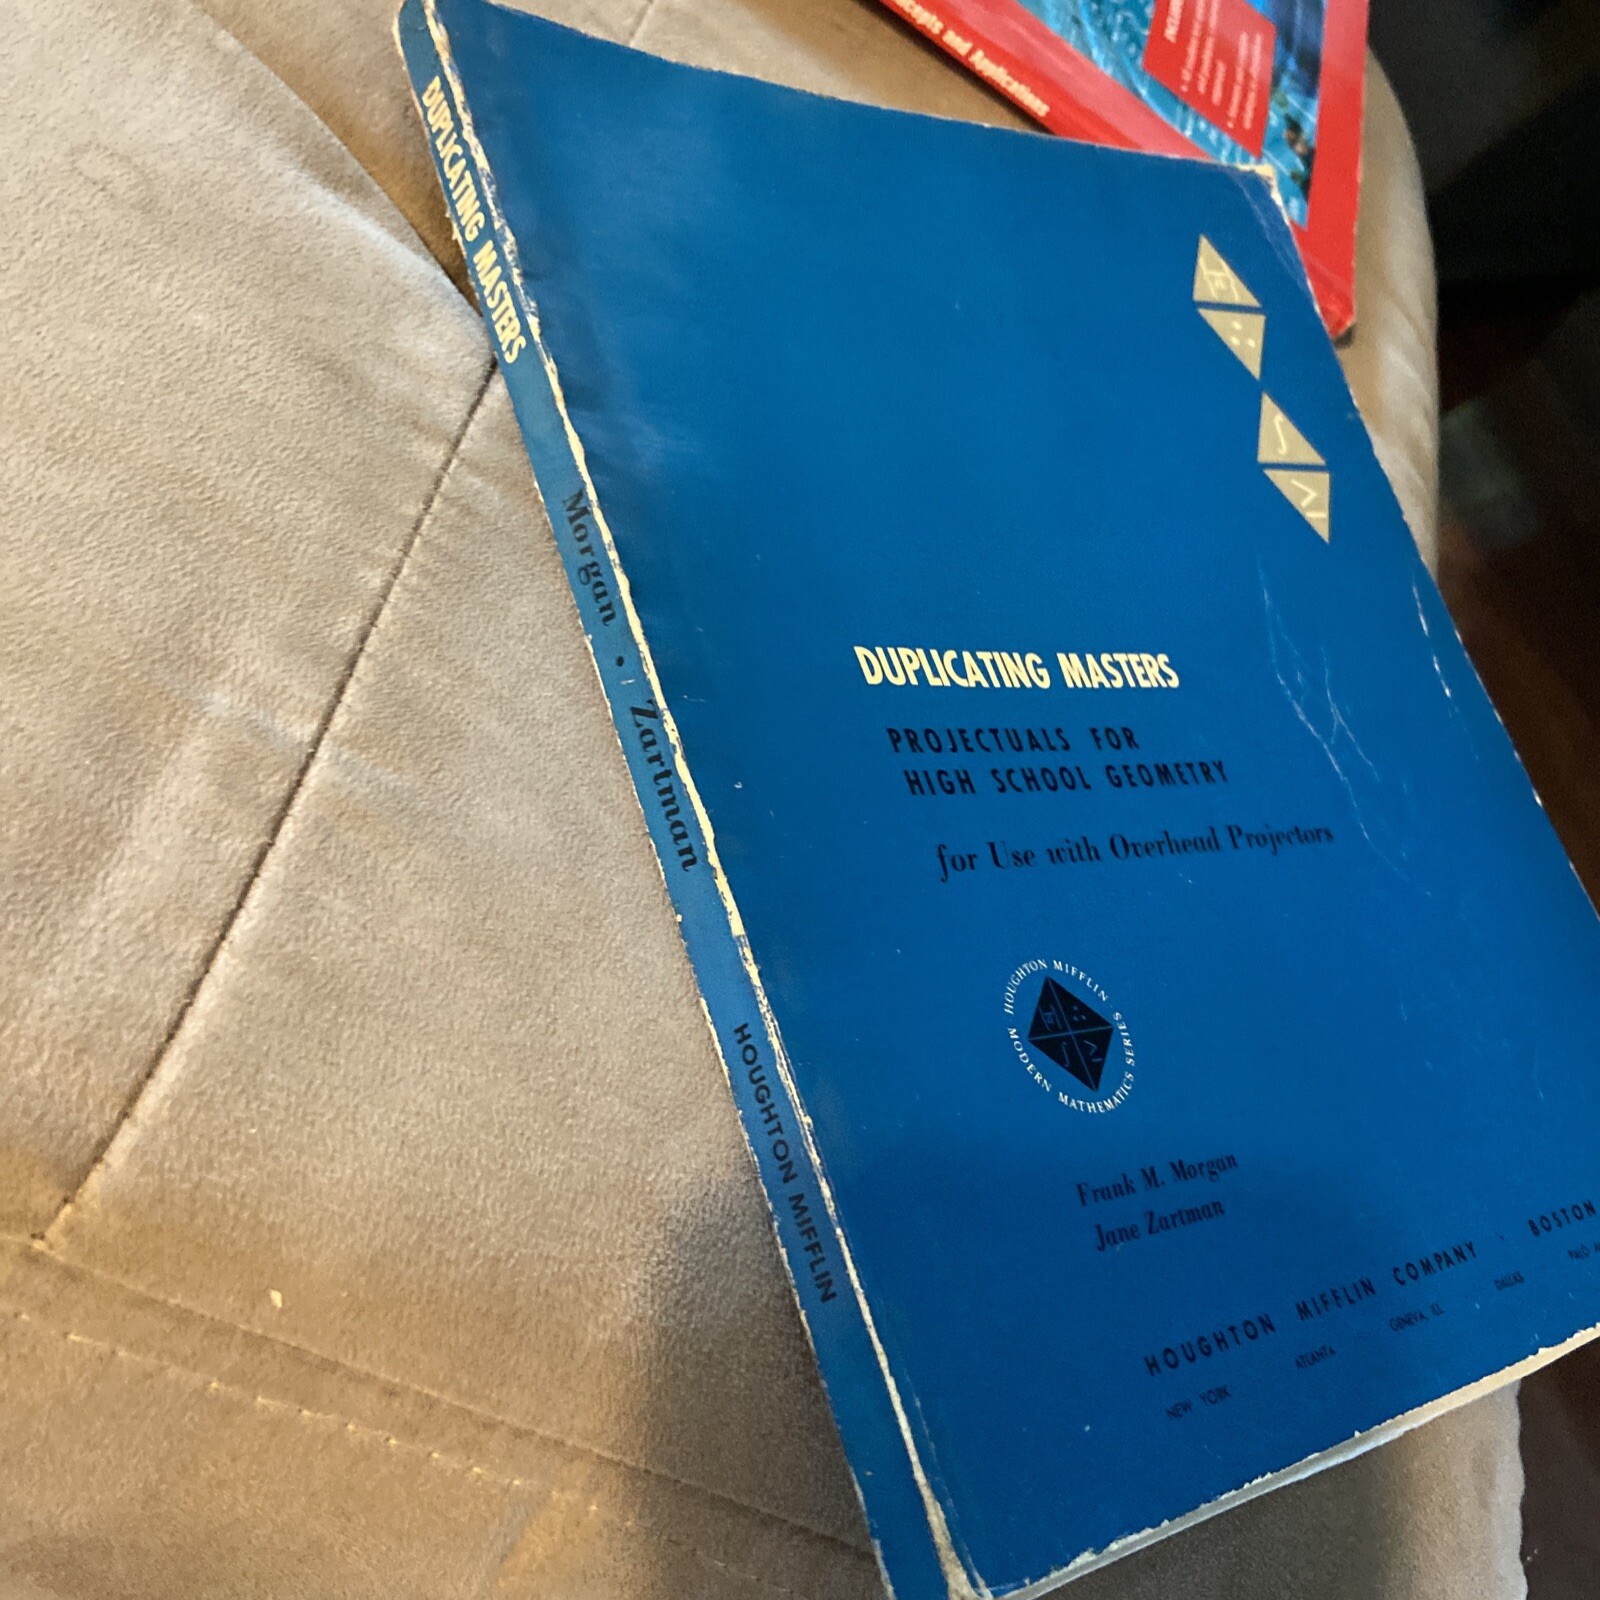 DUPLICATING MASTERS
Morgan • Zartman
HOUGHTON MIFFLIN
DUPLICATING MASTERS
PROJECTUALS FOR
HIGH SCHOOL GEOMETRY
for Use with Overhead Projectors
HOUGHTON MIFFLIN
MODERN MATHEMATICS SERIES
Frank M. Morgan
Jane Zartman
HOUGHTON MIFFLIN COMPANY · BOSTON
NEW YORK ATLANTA GENEVA, ILL. DALLAS PALO
and Applications